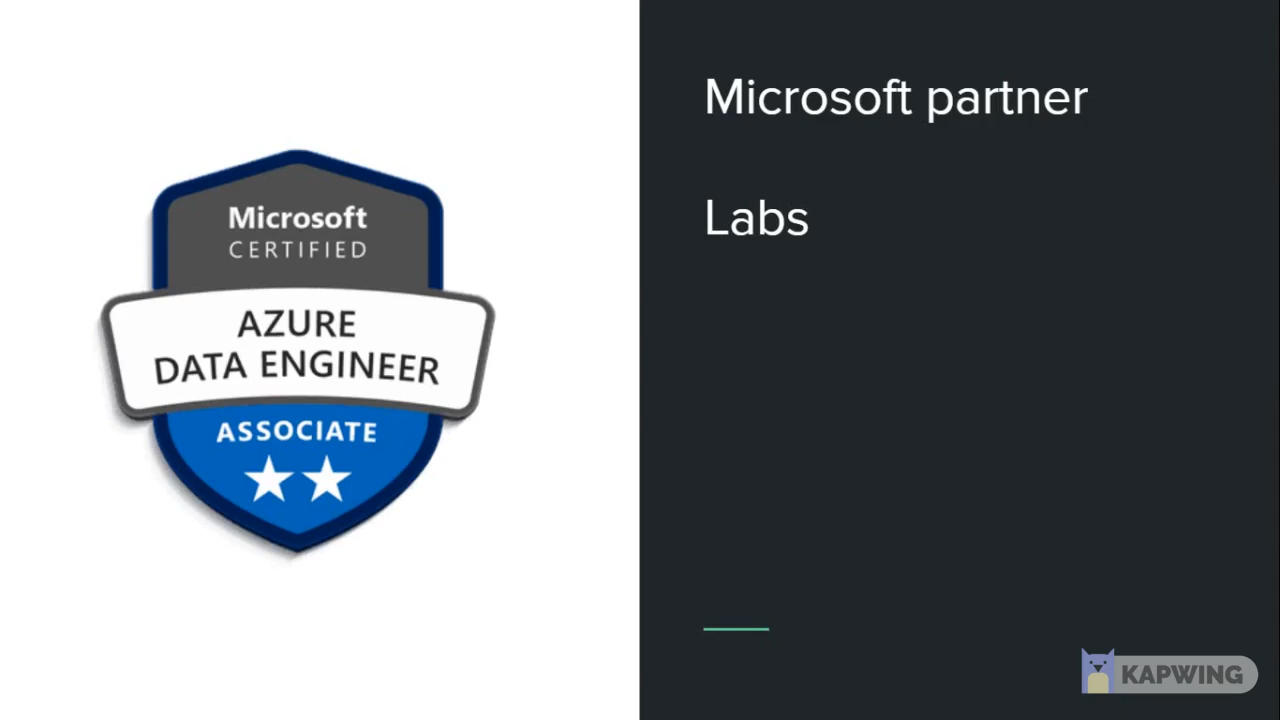 Microsoft
CERTIFIED
AZURE
DATA ENGINEER
ASSOCIATE
Microsoft partner
Labs
KAPWING